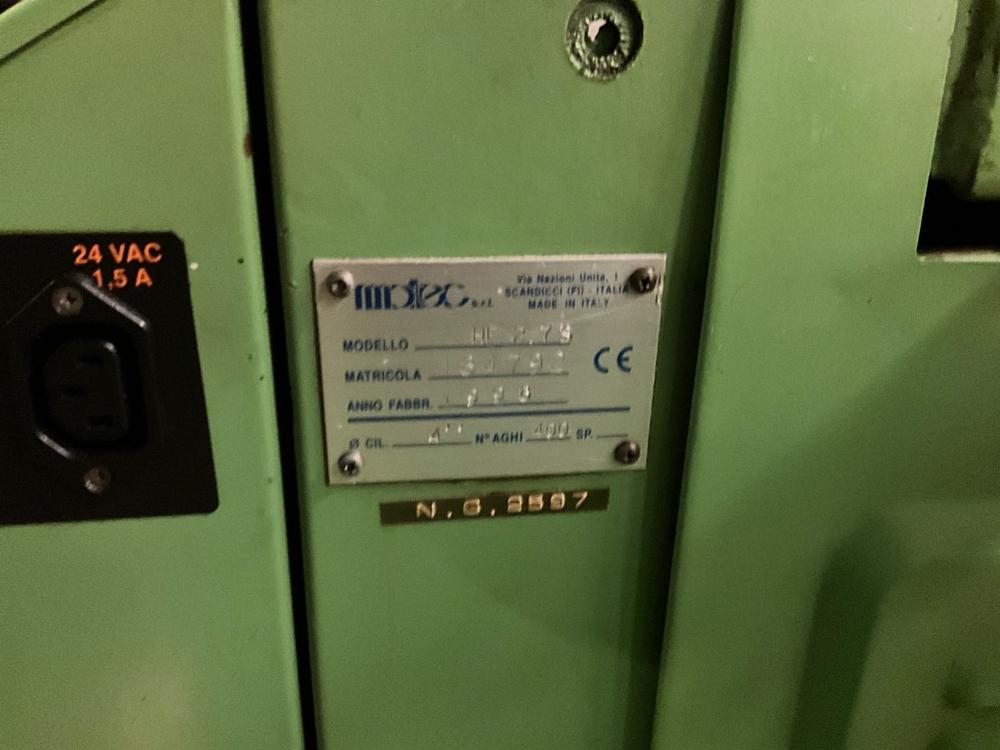 24 VAC
1,5 A
s.r.l.
Via Nazioni Unite, 1
SCANDICCI (FI) - ITALIA
MADE IN ITALY
MODELLO
MATRICOLA
CE
ANNO FABBR.
Ø CIL. 4" N° AGHI 400 SP.
N.G.2597